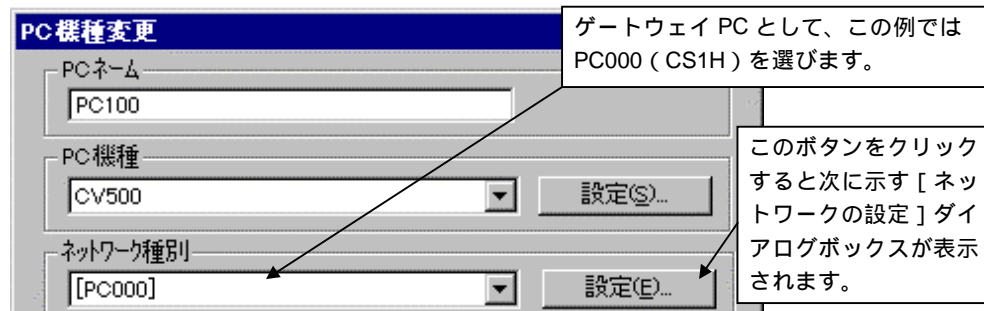 PC機種変更
ゲートウェイ PC として、この例では
PC000（CS1H）を選びます。
PCネーム
PC100
PC機種
CV500
設定(S)...
このボタンをクリック
すると次に示す［ネッ
トワークの設定］ダイ
アログボックスが表示
されます。
ネットワーク種別
[PC000]
設定(E)...